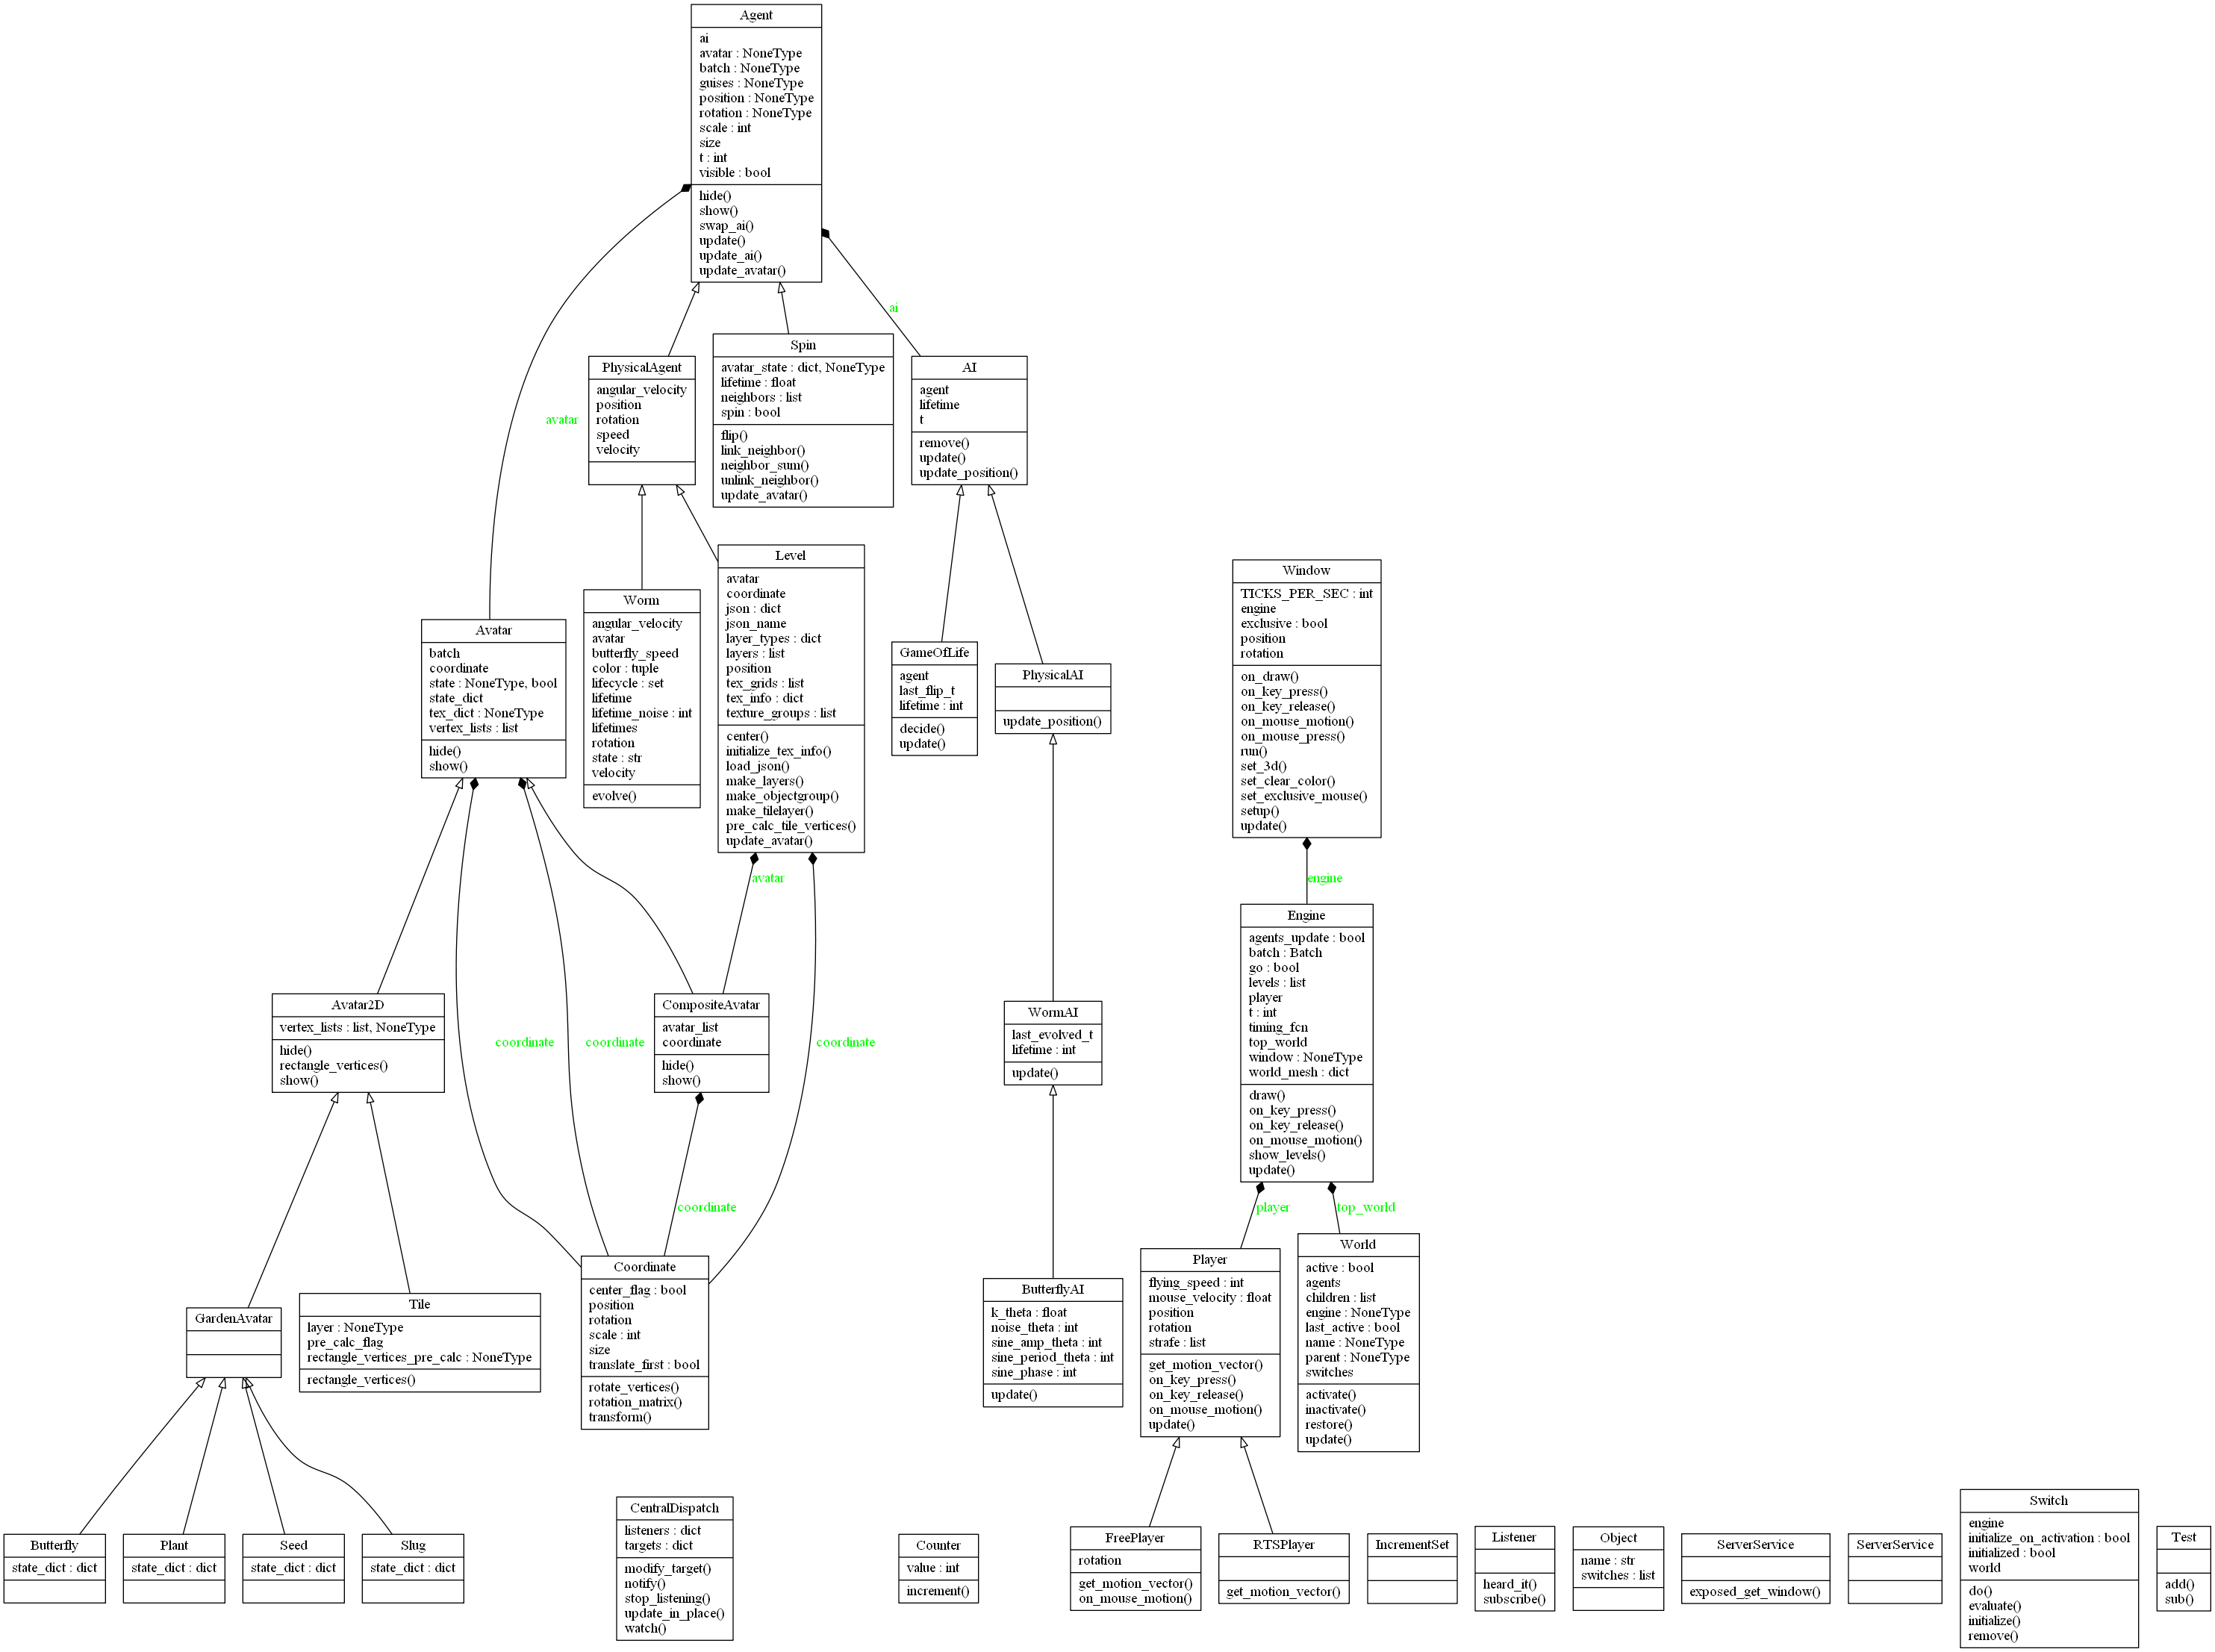 Agent
ai
avatar : NoneType
batch : NoneType
guises : NoneType
position : NoneType
rotation : NoneType
scale : int
size
t : int
visible : bool
hide()
show()
swap_ai()
update()
update_ai()
update_avatar()
ai
avatar
PhysicalAgent
angular_velocity
position
rotation
speed
velocity
Spin
avatar_state : dict, NoneType
lifetime : float
neighbors : list
spin : bool
flip()
link_neighbor()
neighbor_sum()
unlink_neighbor()
update_avatar()
AI
agent
lifetime
t
remove()
update()
update_position()
Avatar
batch
coordinate
state : NoneType, bool
state_dict
tex_dict : NoneType
vertex_lists : list
hide()
show()
Worm
angular_velocity
avatar
butterfly_speed
color : tuple
lifecycle : set
lifetime
lifetime_noise : int
lifetimes
rotation
state : str
velocity
evolve()
Level
avatar
coordinate
json : dict
json_name
layer_types : dict
layers : list
position
tex_grids : list
tex_info : dict
texture_groups : list
center()
initialize_tex_info()
load_json()
make_layers()
make_objectgroup()
make_tilelayer()
pre_calc_tile_vertices()
update_avatar()
GameOfLife
agent
last_flip_t
lifetime : int
decide()
update()
PhysicalAI
update_position()
Window
TICKS_PER_SEC : int
engine
exclusive : bool
position
rotation
on_draw()
on_key_press()
on_key_release()
on_mouse_motion()
on_mouse_press()
run()
set_3d()
set_clear_color()
set_exclusive_mouse()
setup()
update()
avatar
engine
Avatar2D
vertex_lists : list, NoneType
hide()
rectangle_vertices()
show()
coordinate
coordinate
CompositeAvatar
avatar_list
coordinate
hide()
show()
coordinate
WormAI
last_evolved_t
lifetime : int
update()
Engine
agents_update : bool
batch : Batch
go : bool
levels : list
player
t : int
timing_fcn
top_world
window : NoneType
world_mesh : dict
draw()
on_key_press()
on_key_release()
on_mouse_motion()
show_levels()
update()
coordinate
player
top_world
GardenAvatar
Tile
layer : NoneType
pre_calc_flag
rectangle_vertices_pre_calc : NoneType
rectangle_vertices()
Coordinate
center_flag : bool
position
rotation
scale : int
size
translate_first : bool
rotate_vertices()
rotation_matrix()
transform()
ButterflyAI
k_theta : float
noise_theta : int
sine_amp_theta : int
sine_period_theta : int
sine_phase : int
update()
Player
flying_speed : int
mouse_velocity : float
position
rotation
strafe : list
get_motion_vector()
on_key_press()
on_key_release()
on_mouse_motion()
update()
World
active : bool
agents
children : list
engine : NoneType
last_active : bool
name : NoneType
parent : NoneType
switches
activate()
inactivate()
restore()
update()
Butterfly
state_dict : dict
Plant
state_dict : dict
Seed
state_dict : dict
Slug
state_dict : dict
CentralDispatch
listeners : dict
targets : dict
modify_target()
notify()
stop_listening()
update_in_place()
watch()
Counter
value : int
increment()
FreePlayer
rotation
get_motion_vector()
on_mouse_motion()
RTSPlayer
get_motion_vector()
IncrementSet
Listener
heard_it()
subscribe()
Object
name : str
switches : list
ServerService
exposed_get_window()
ServerService
Switch
engine
initialize_on_activation : bool
initialized : bool
world
do()
evaluate()
initialize()
remove()
Test
add()
sub()